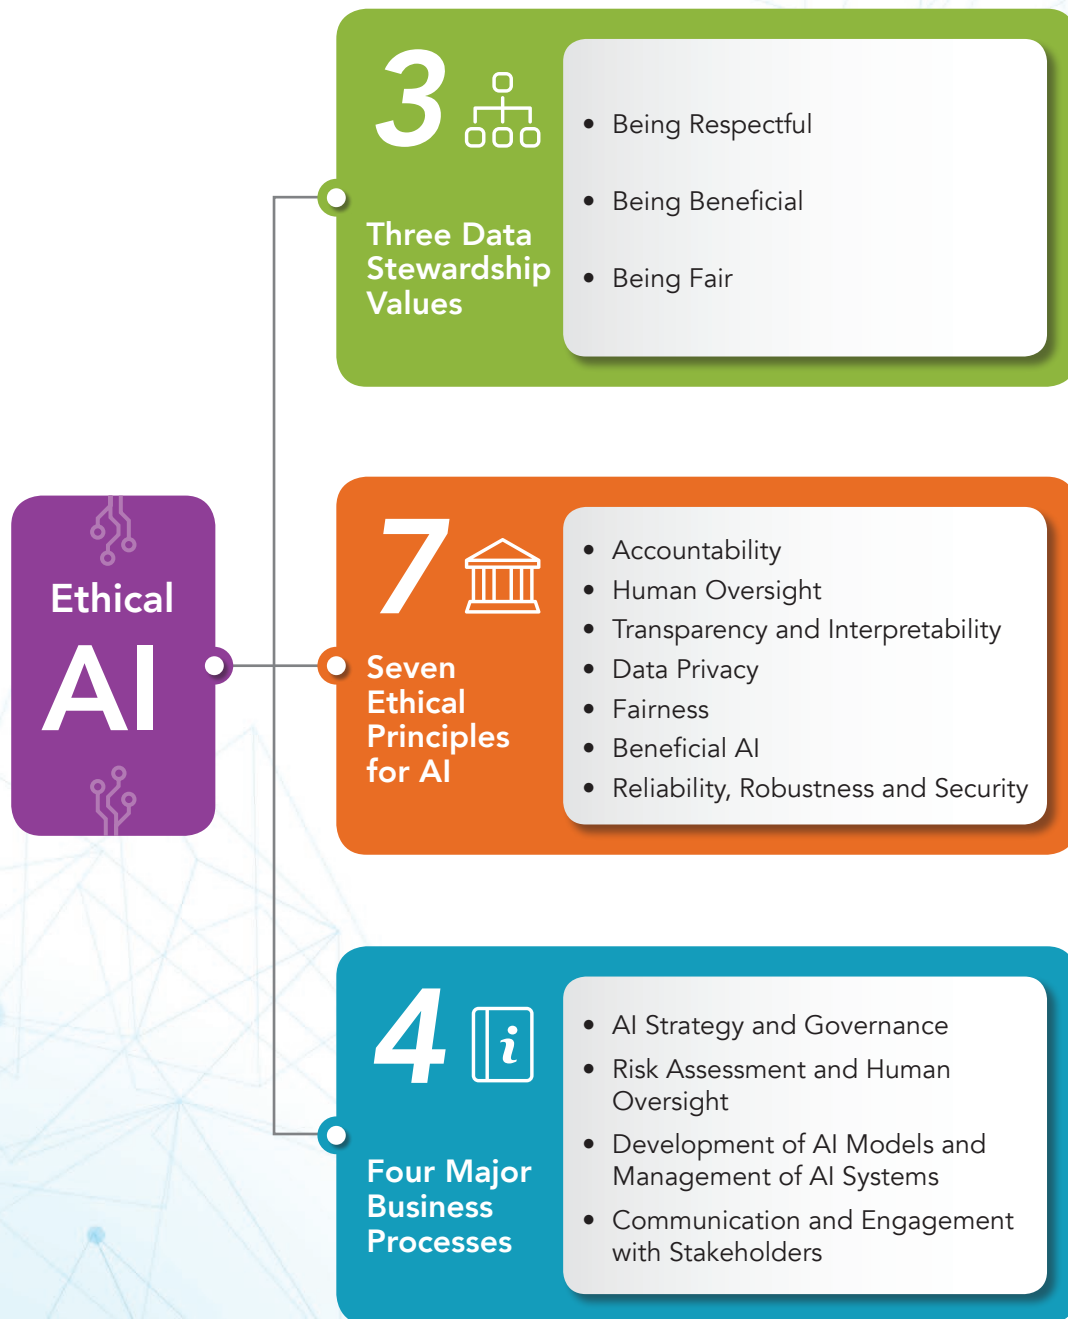 3
Three Data
Stewardship
Values
• Being Respectful
• Being Beneficial
• Being Fair
Ethical
AI
7
Seven
Ethical
Principles
for AI
• Accountability
• Human Oversight
• Transparency and Interpretability
• Data Privacy
• Fairness
• Beneficial AI
• Reliability, Robustness and Security
4
i
Four Major
Business
Processes
• AI Strategy and Governance
• Risk Assessment and Human
Oversight
• Development of AI Models and
Management of AI Systems
• Communication and Engagement
with Stakeholders